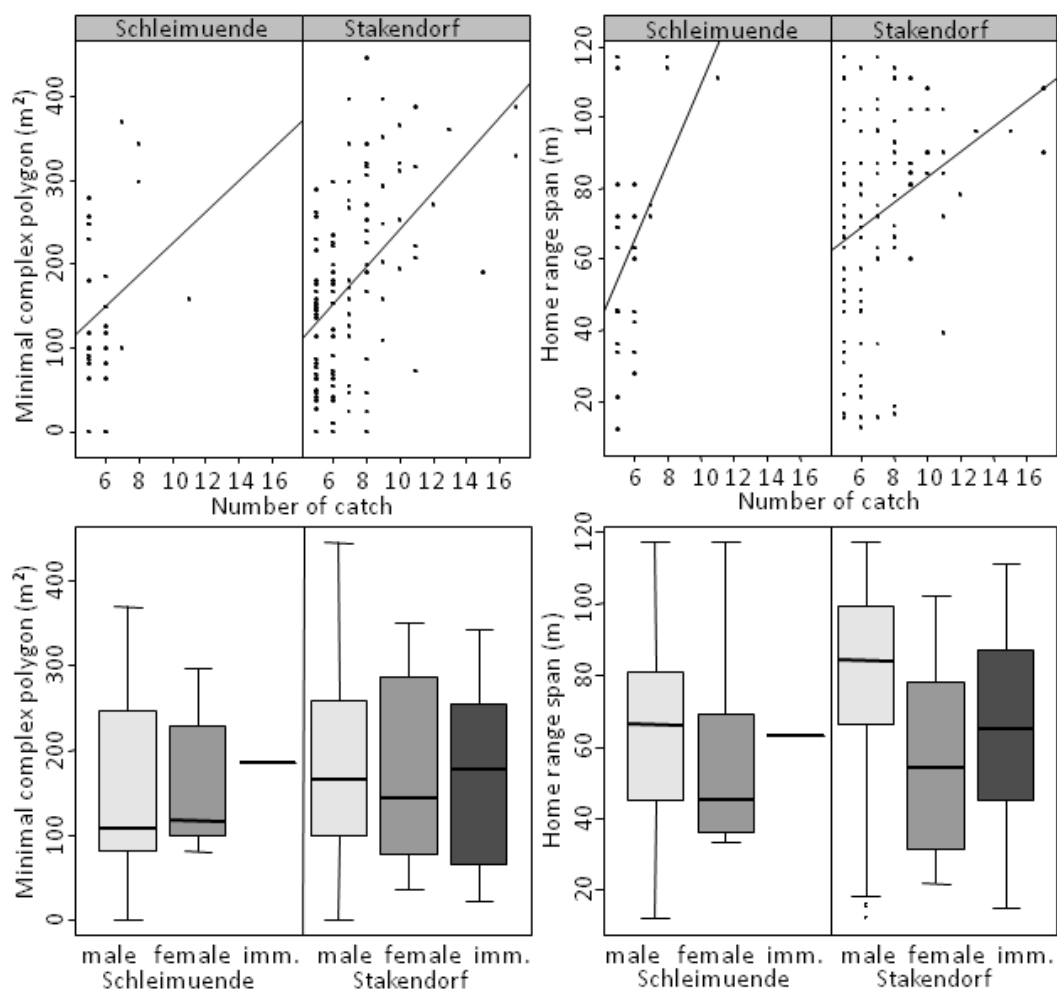 Schleimuende Stakendorf
Minimal complex polygon (m²)
0 100 200 300 400
6 8 10 12 14 16 6 8 10 12 14 16
Number of catch
Schleimuende Stakendorf
Home range span (m)
20 40 60 80 100 120
6 8 10 12 14 16 6 8 10 12 14 16
Number of catch
Minimal complex polygon (m²)
0 100 200 300 400
male female imm. male female imm.
Schleimuende Stakendorf
Home range span (m)
20 40 60 80 100 120
male female imm. male female imm.
Schleimuende Stakendorf